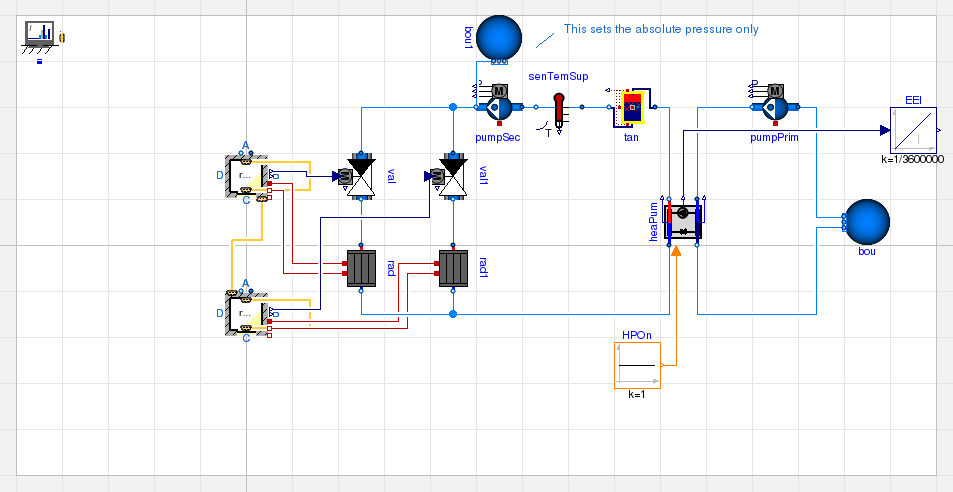 bou1
This sets the absolute pressure only
senTemSup
P
M
pumpSec
T
tan
P
M
pumpPrim
EEI
k=1/3600000
A
D
r...
C
M
val
M
val1
heaPum
bou
rad
rad1
A
D
r...
C
HPOn
k=1